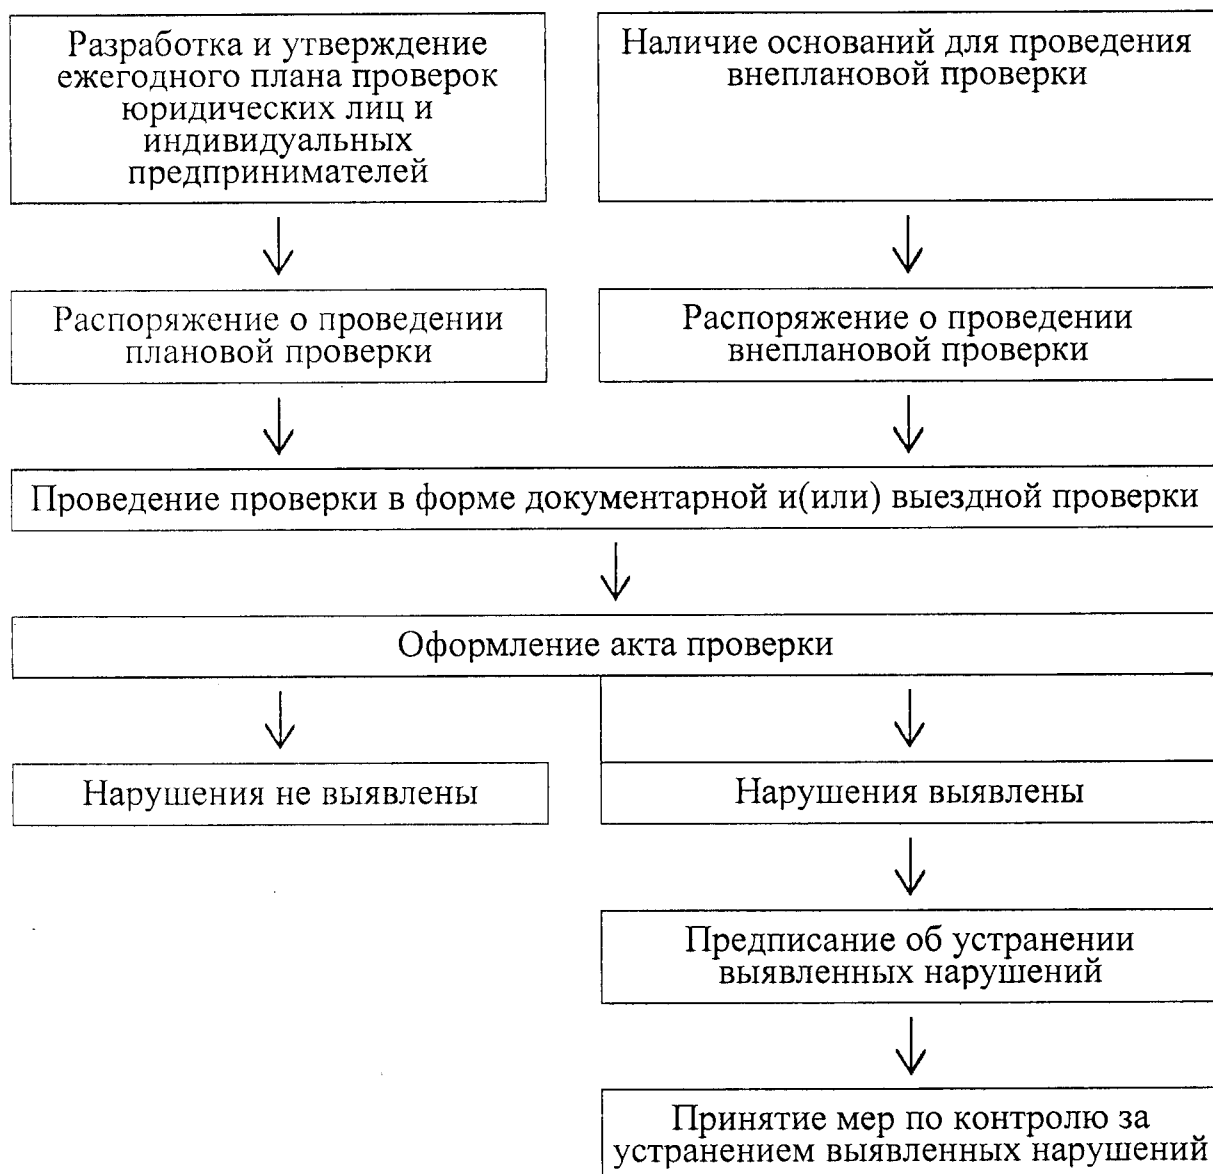 Разработка и утверждение
ежегодного плана проверок
юридических лиц и
индивидуальных
предпринимателей
Наличие оснований для проведения
внеплановой проверки
Распоряжение о проведении
плановой проверки
Распоряжение о проведении
внеплановой проверки
Проведение проверки в форме документарной и(или) выездной проверки
Оформление акта проверки
Нарушения не выявлены
Нарушения выявлены
Предписание об устранении
выявленных нарушений
Принятие мер по контролю за
устранением выявленных нарушений